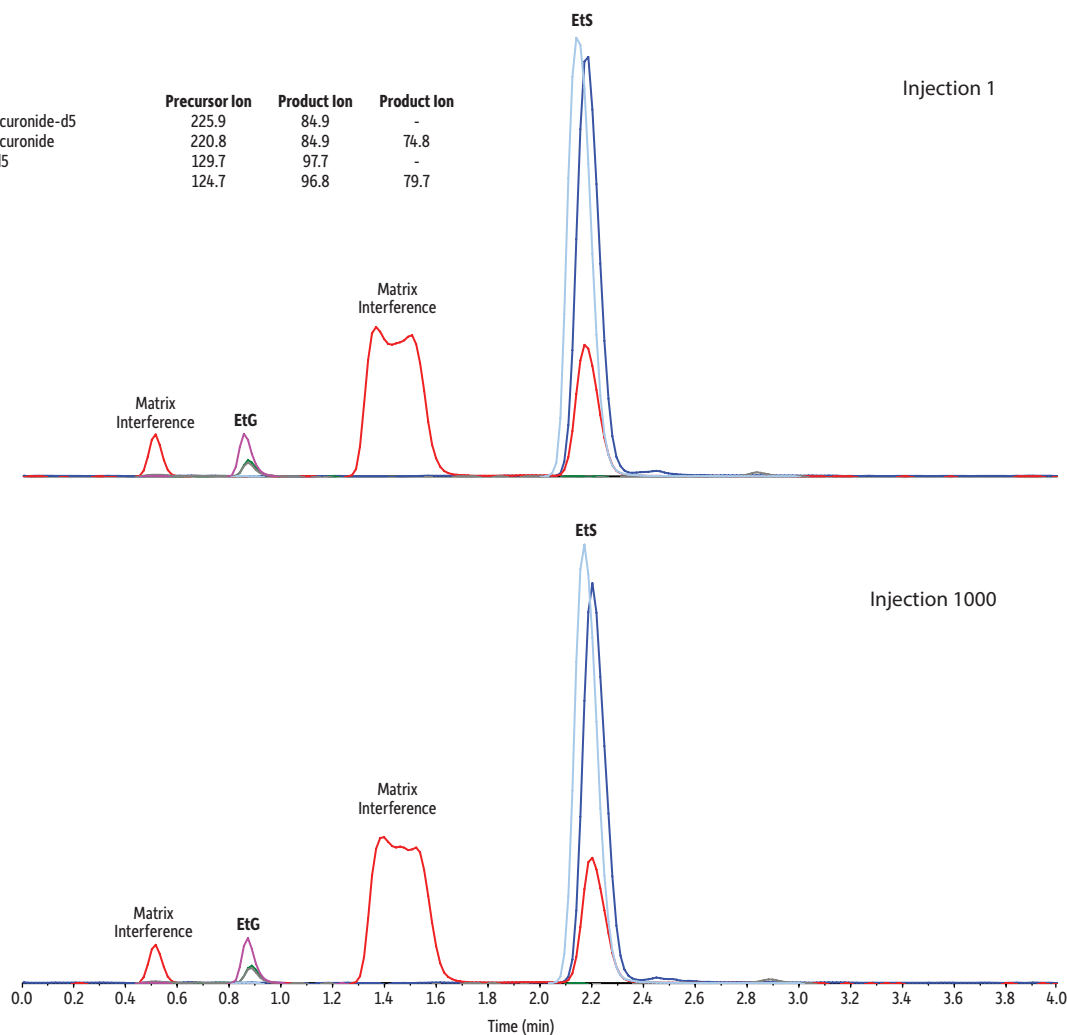 EtS
Injection 1
Precursor Ion Product Ion Product Ion
curonide-d5 225.9 84.9 -
curonide 220.8 84.9 74.8
129.7 97.7 -
124.7 96.8 79.7
Matrix
Interference
Matrix
Interference
EtG
EtS
Injection 1000
Matrix
Interference
Matrix
Interference
EtG
0.0 0.2 0.4 0.6 0.8 1.0 1.2 1.4 1.6 1.8 2.0 2.2 2.4 2.6 2.8 3.0 3.2 3.4 3.6 3.8 4.0
Time (min)